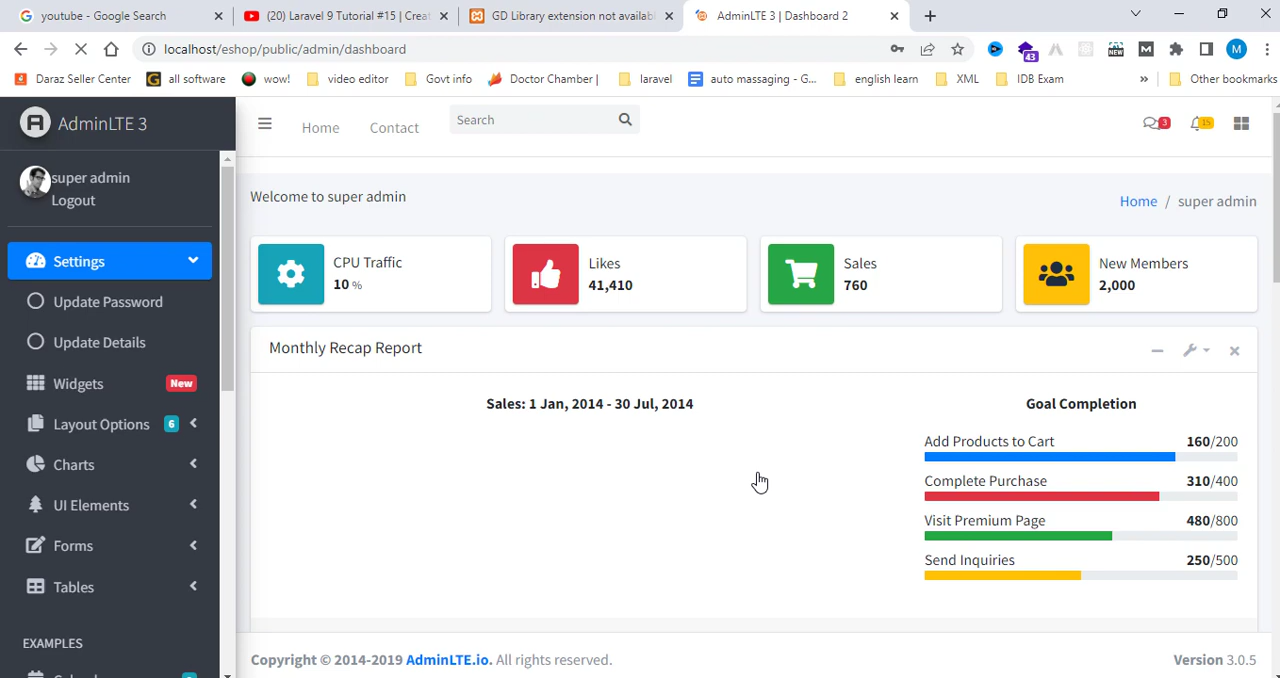 youtube - Google Search
(20) Laravel 9 Tutorial #15 | Creat
GD Library extension not availabl
AdminLTE 3 | Dashboard 2
localhost/eshop/public/admin/dashboard
43
NEW
M
M
Daraz Seller Center
all software
wow!
video editor
Govt info
Doctor Chamber |
laravel
auto massaging - G...
english learn
XML
IDB Exam
»
Other bookmarks
AdminLTE 3
Home
Contact
Search
3
15
super admin
Logout
Welcome to super admin
Home / super admin
Settings
Update Password
Update Details
Widgets
New
Layout Options
6
Charts
UI Elements
Forms
Tables
EXAMPLES
CPU Traffic
10 %
Likes
41,410
Sales
760
New Members
2,000
Monthly Recap Report
Sales: 1 Jan, 2014 - 30 Jul, 2014
Goal Completion
Add Products to Cart
160/200
Complete Purchase
310/400
Visit Premium Page
480/800
Send Inquiries
250/500
Copyright © 2014-2019 AdminLTE.io. All rights reserved.
Version 3.0.5